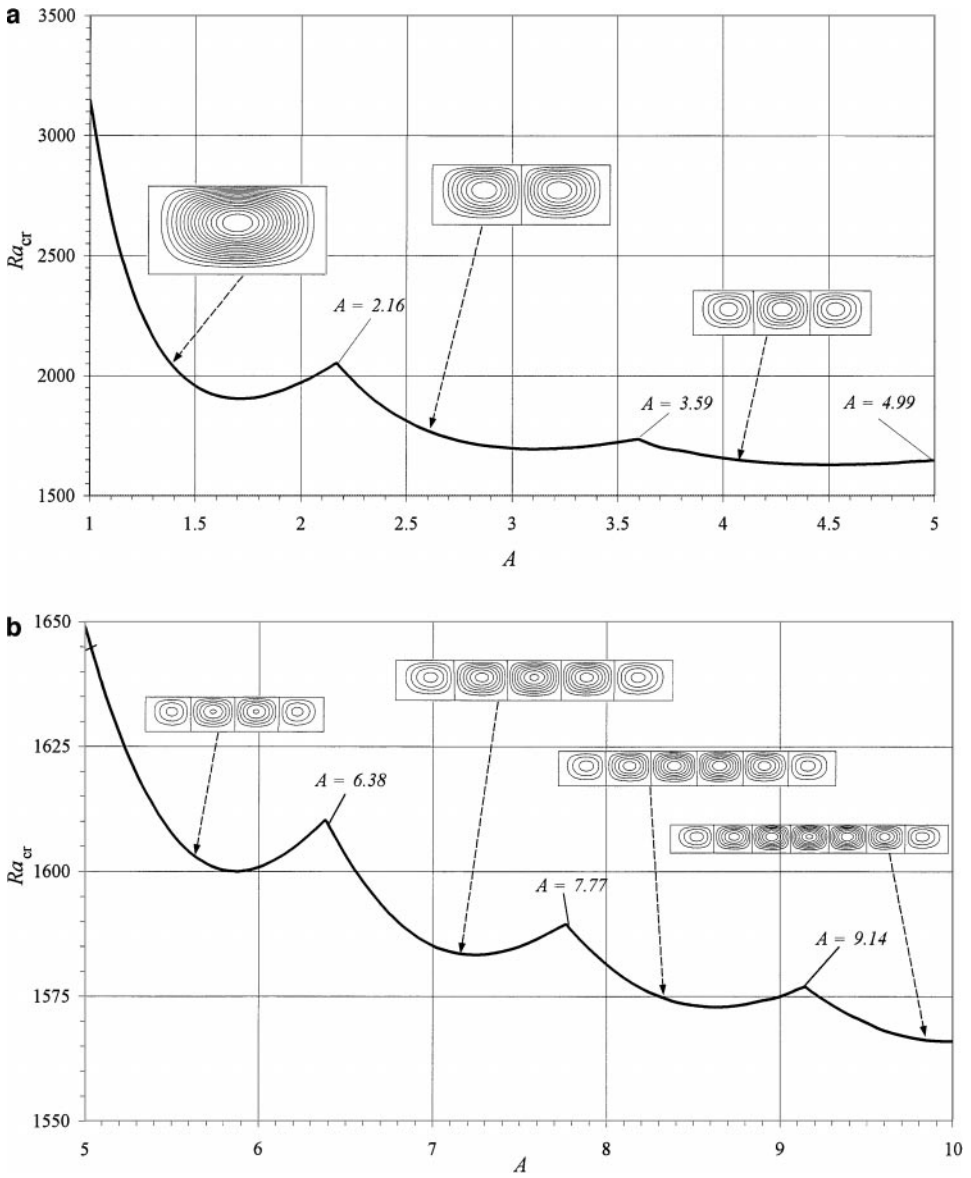 a
3500
3000
2500
2000
1500
Ra_cr
A = 2.16
A = 3.59
A = 4.99
1 1.5 2 2.5 3 3.5 4 4.5 5
A
b
1650
1625
1600
1575
1550
Ra_cr
A = 6.38
A = 7.77
A = 9.14
5 6 7 8 9 10
A